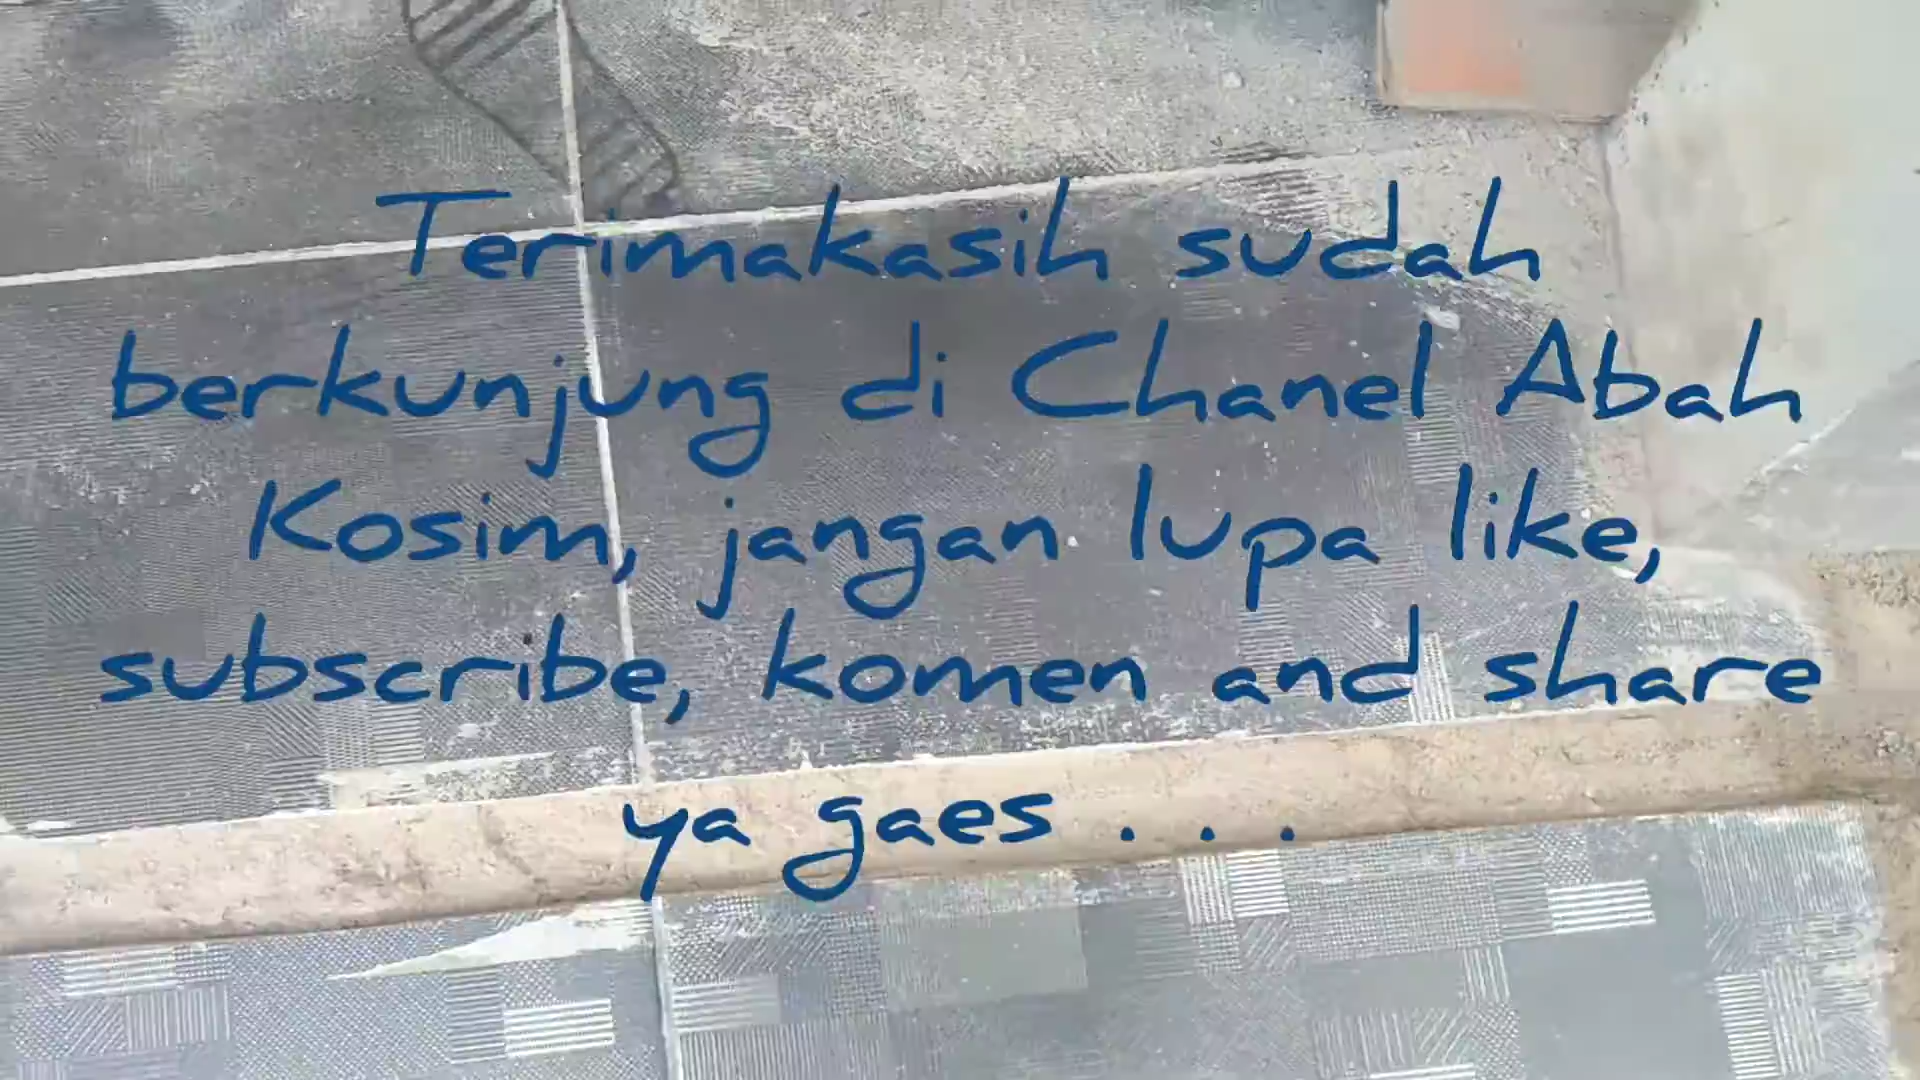 Terimakasih sudah
berkunjung di Chanel Abah
Kosim, jangan lupa like,
subscribe, komen and share
ya gaes . . .